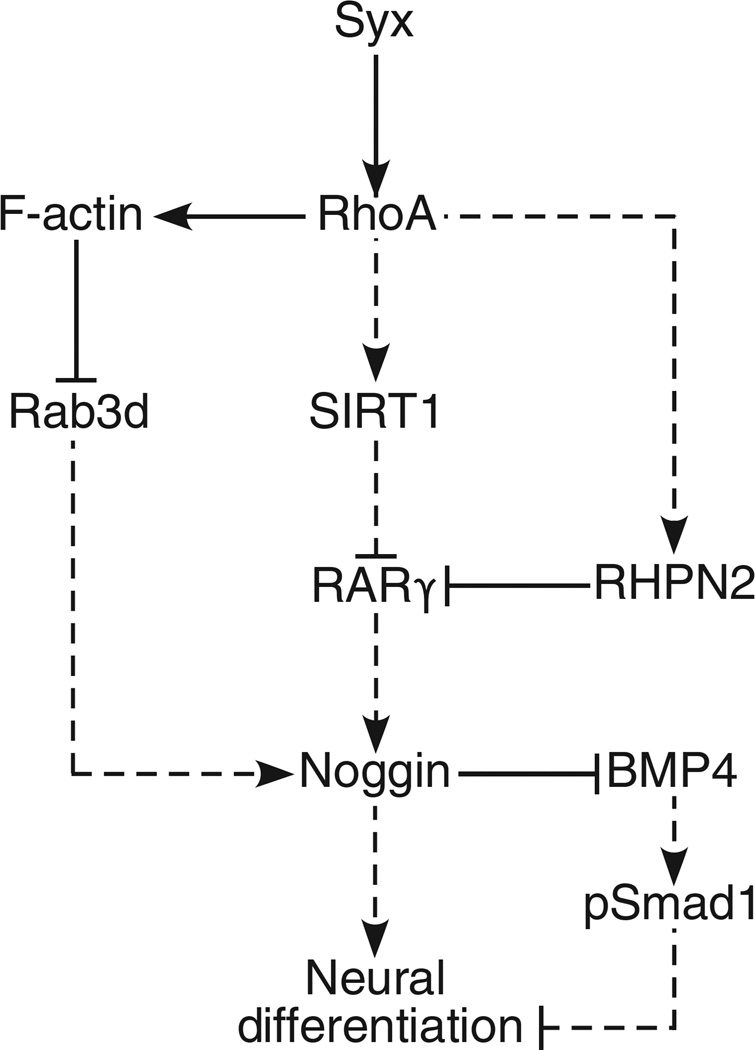 Syx
F-actin
RhoA
Rab3d
SIRT1
RARγ
RHPN2
Noggin
BMP4
pSmad1
Neural
differentiation